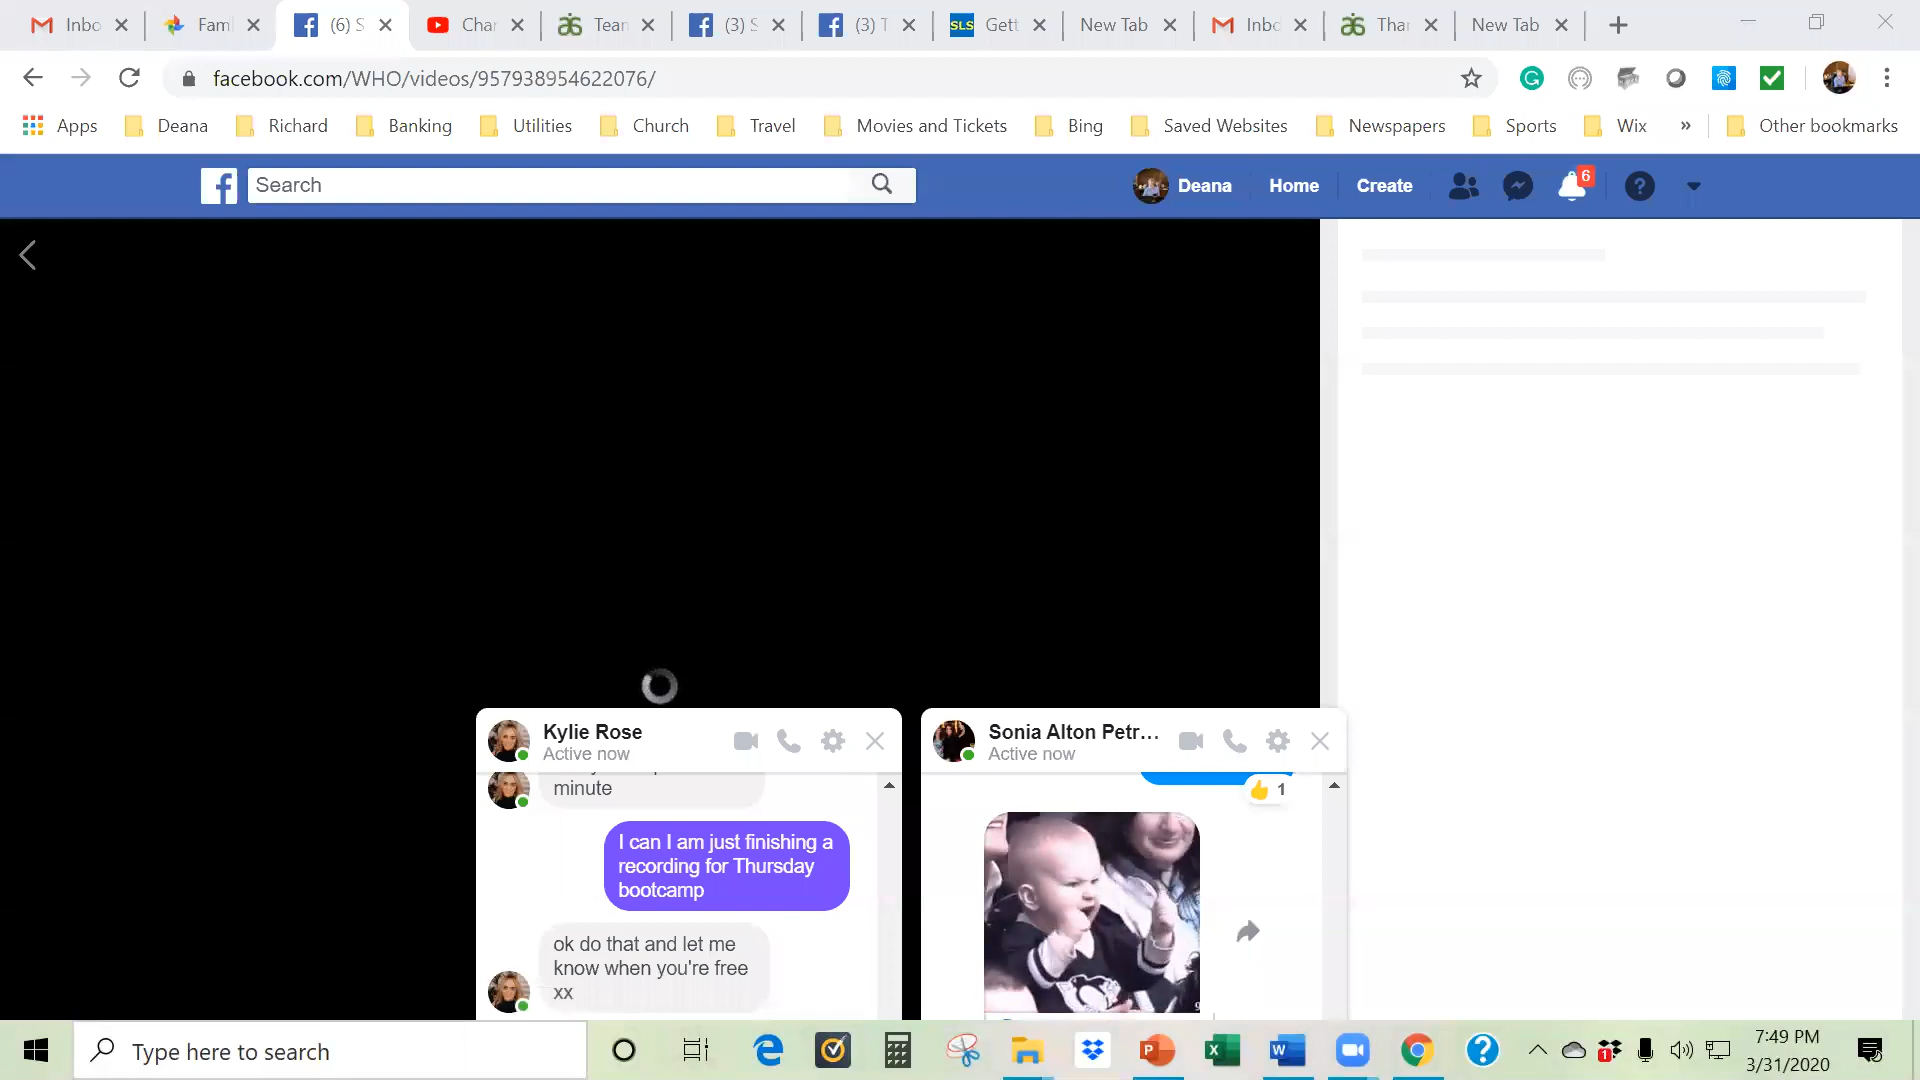 Inbo
Fam
(6) S
Char
Team
(3) S
(3) T
SLS
Gett
New Tab
Inbo
Thar
New Tab
facebook.com/WHO/videos/957938954622076/
Apps
Deana
Richard
Banking
Utilities
Church
Travel
Movies and Tickets
Bing
Saved Websites
Newspapers
Sports
Wix
»
Other bookmarks
Search
Deana
Home
Create
6
Kylie Rose
Active now
minute
I can I am just finishing a
recording for Thursday
bootcamp
ok do that and let me
know when you're free
xx
Sonia Alton Petr...
Active now
1
Type here to search
1
7:49 PM
3/31/2020